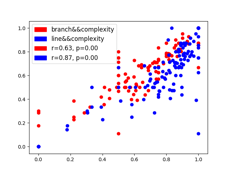 branch&&complexity
line&&complexity
r=0.63, p=0.00
r=0.87, p=0.00
1.0
0.8
0.6
0.4
0.2
0.0
0.0 0.2 0.4 0.6 0.8 1.0